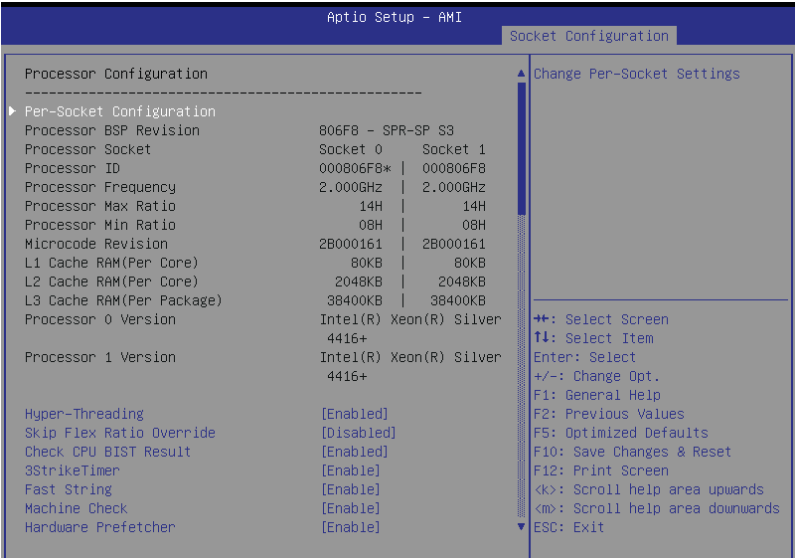 Aptio Setup – AMI
Socket Configuration
Processor Configuration
--------------------------------------------------
Per-Socket Configuration
Processor BSP Revision 806F8 – SPR-SP S3
Processor Socket Socket 0 Socket 1
Processor ID 000806F8* | 000806F8
Processor Frequency 2.000GHz | 2.000GHz
Processor Max Ratio 14H | 14H
Processor Min Ratio 08H | 08H
Microcode Revision 2B000161 | 2B000161
L1 Cache RAM(Per Core) 80KB | 80KB
L2 Cache RAM(Per Core) 2048KB | 2048KB
L3 Cache RAM(Per Package) 38400KB | 38400KB
Processor 0 Version Intel(R) Xeon(R) Silver
4416+
Processor 1 Version Intel(R) Xeon(R) Silver
4416+
Hyper-Threading [Enabled]
Skip Flex Ratio Override [Disabled]
Check CPU BIST Result [Enabled]
3StrikeTimer [Enable]
Fast String [Enable]
Machine Check [Enable]
Hardware Prefetcher [Enable]
Change Per-Socket Settings
→←: Select Screen
↑↓: Select Item
Enter: Select
+/-: Change Opt.
F1: General Help
F2: Previous Values
F5: Optimized Defaults
F10: Save Changes & Reset
F12: Print Screen
<k>: Scroll help area upwards
<m>: Scroll help area downwards
ESC: Exit